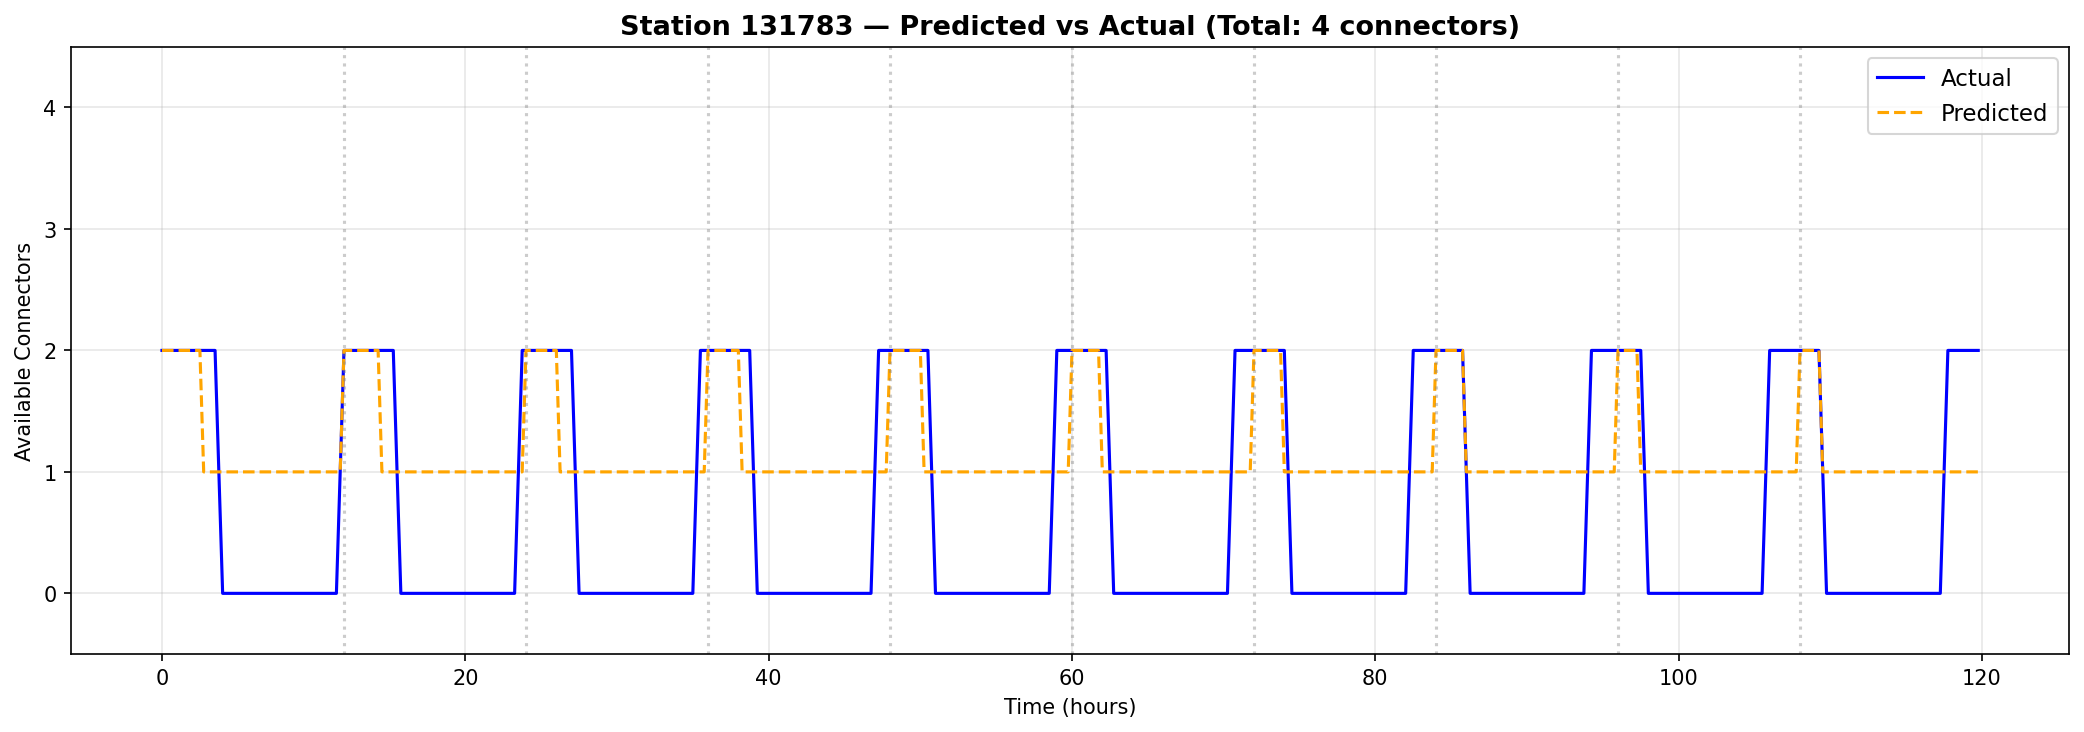 Station 131783 — Predicted vs Actual (Total: 4 connectors)
Actual
Predicted
Available Connectors
4
3
2
1
0
0 20 40 60 80 100 120
Time (hours)